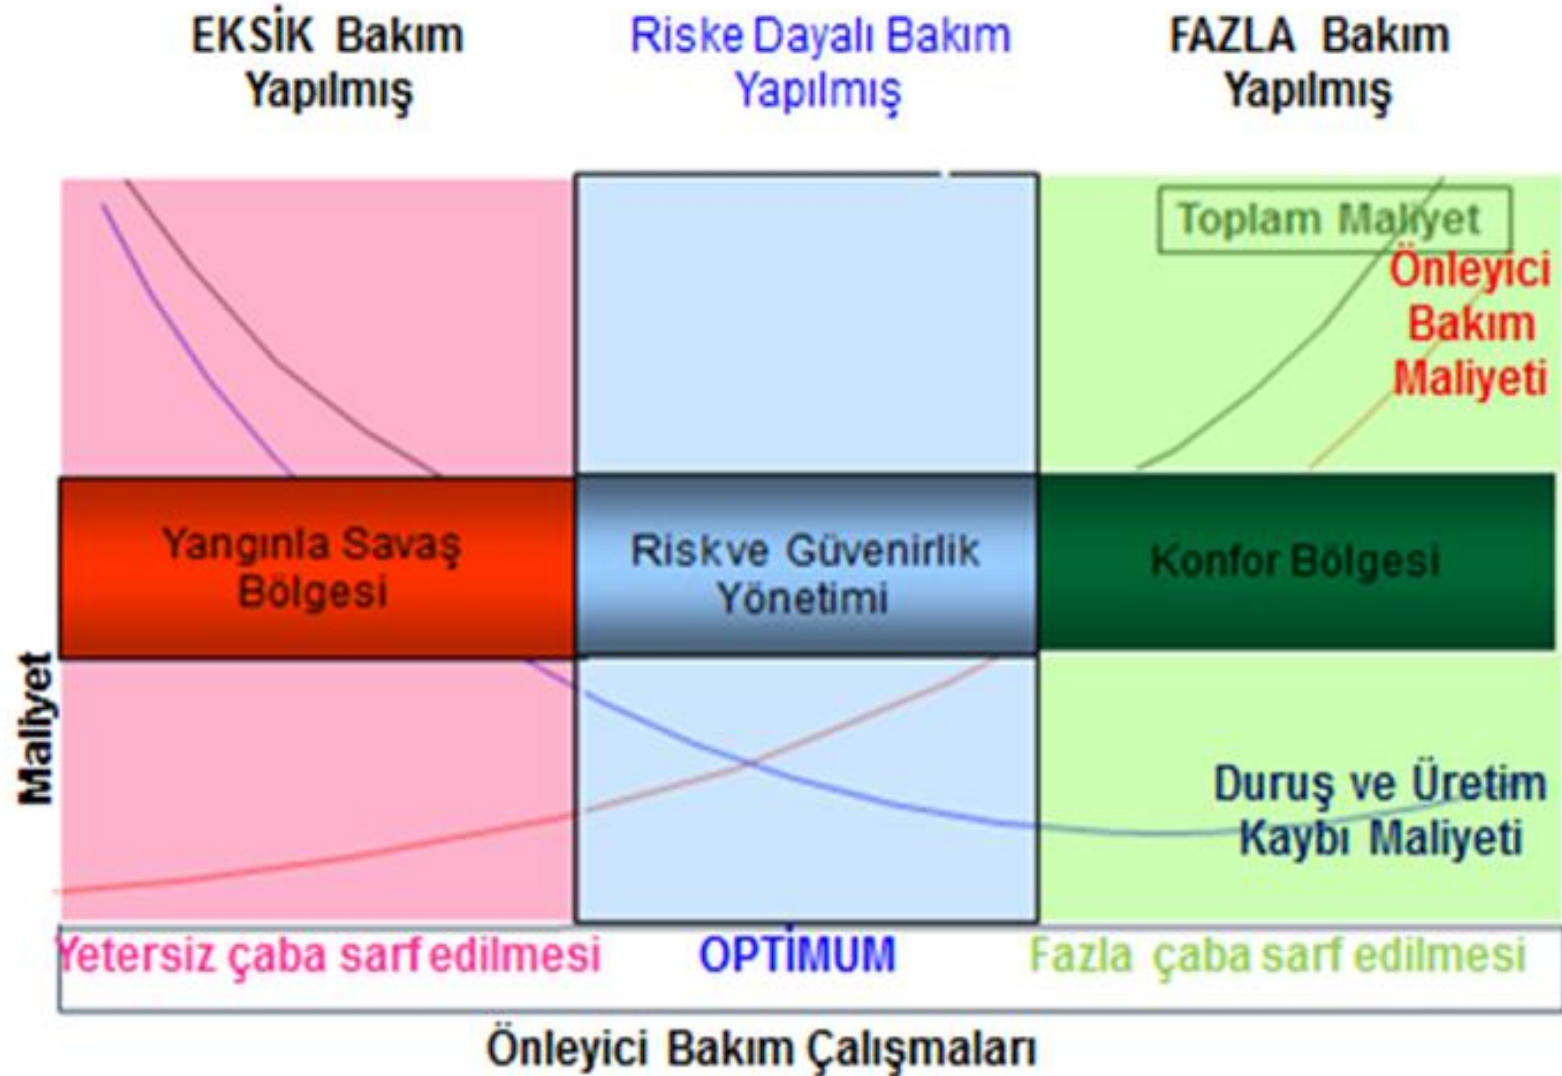 EKSİK Bakım
Yapılmış
Riske Dayalı Bakım
Yapılmış
FAZLA Bakım
Yapılmış
Toplam Maliyet
Önleyici
Bakım
Maliyeti
Yangınla Savaş
Bölgesi
Risk ve Güvenirlik
Yönetimi
Konfor Bölgesi
Maliyet
Duruş ve Üretim
Kaybı Maliyeti
Yetersiz çaba sarf edilmesi
OPTİMUM
Fazla çaba sarf edilmesi
Önleyici Bakım Çalışmaları